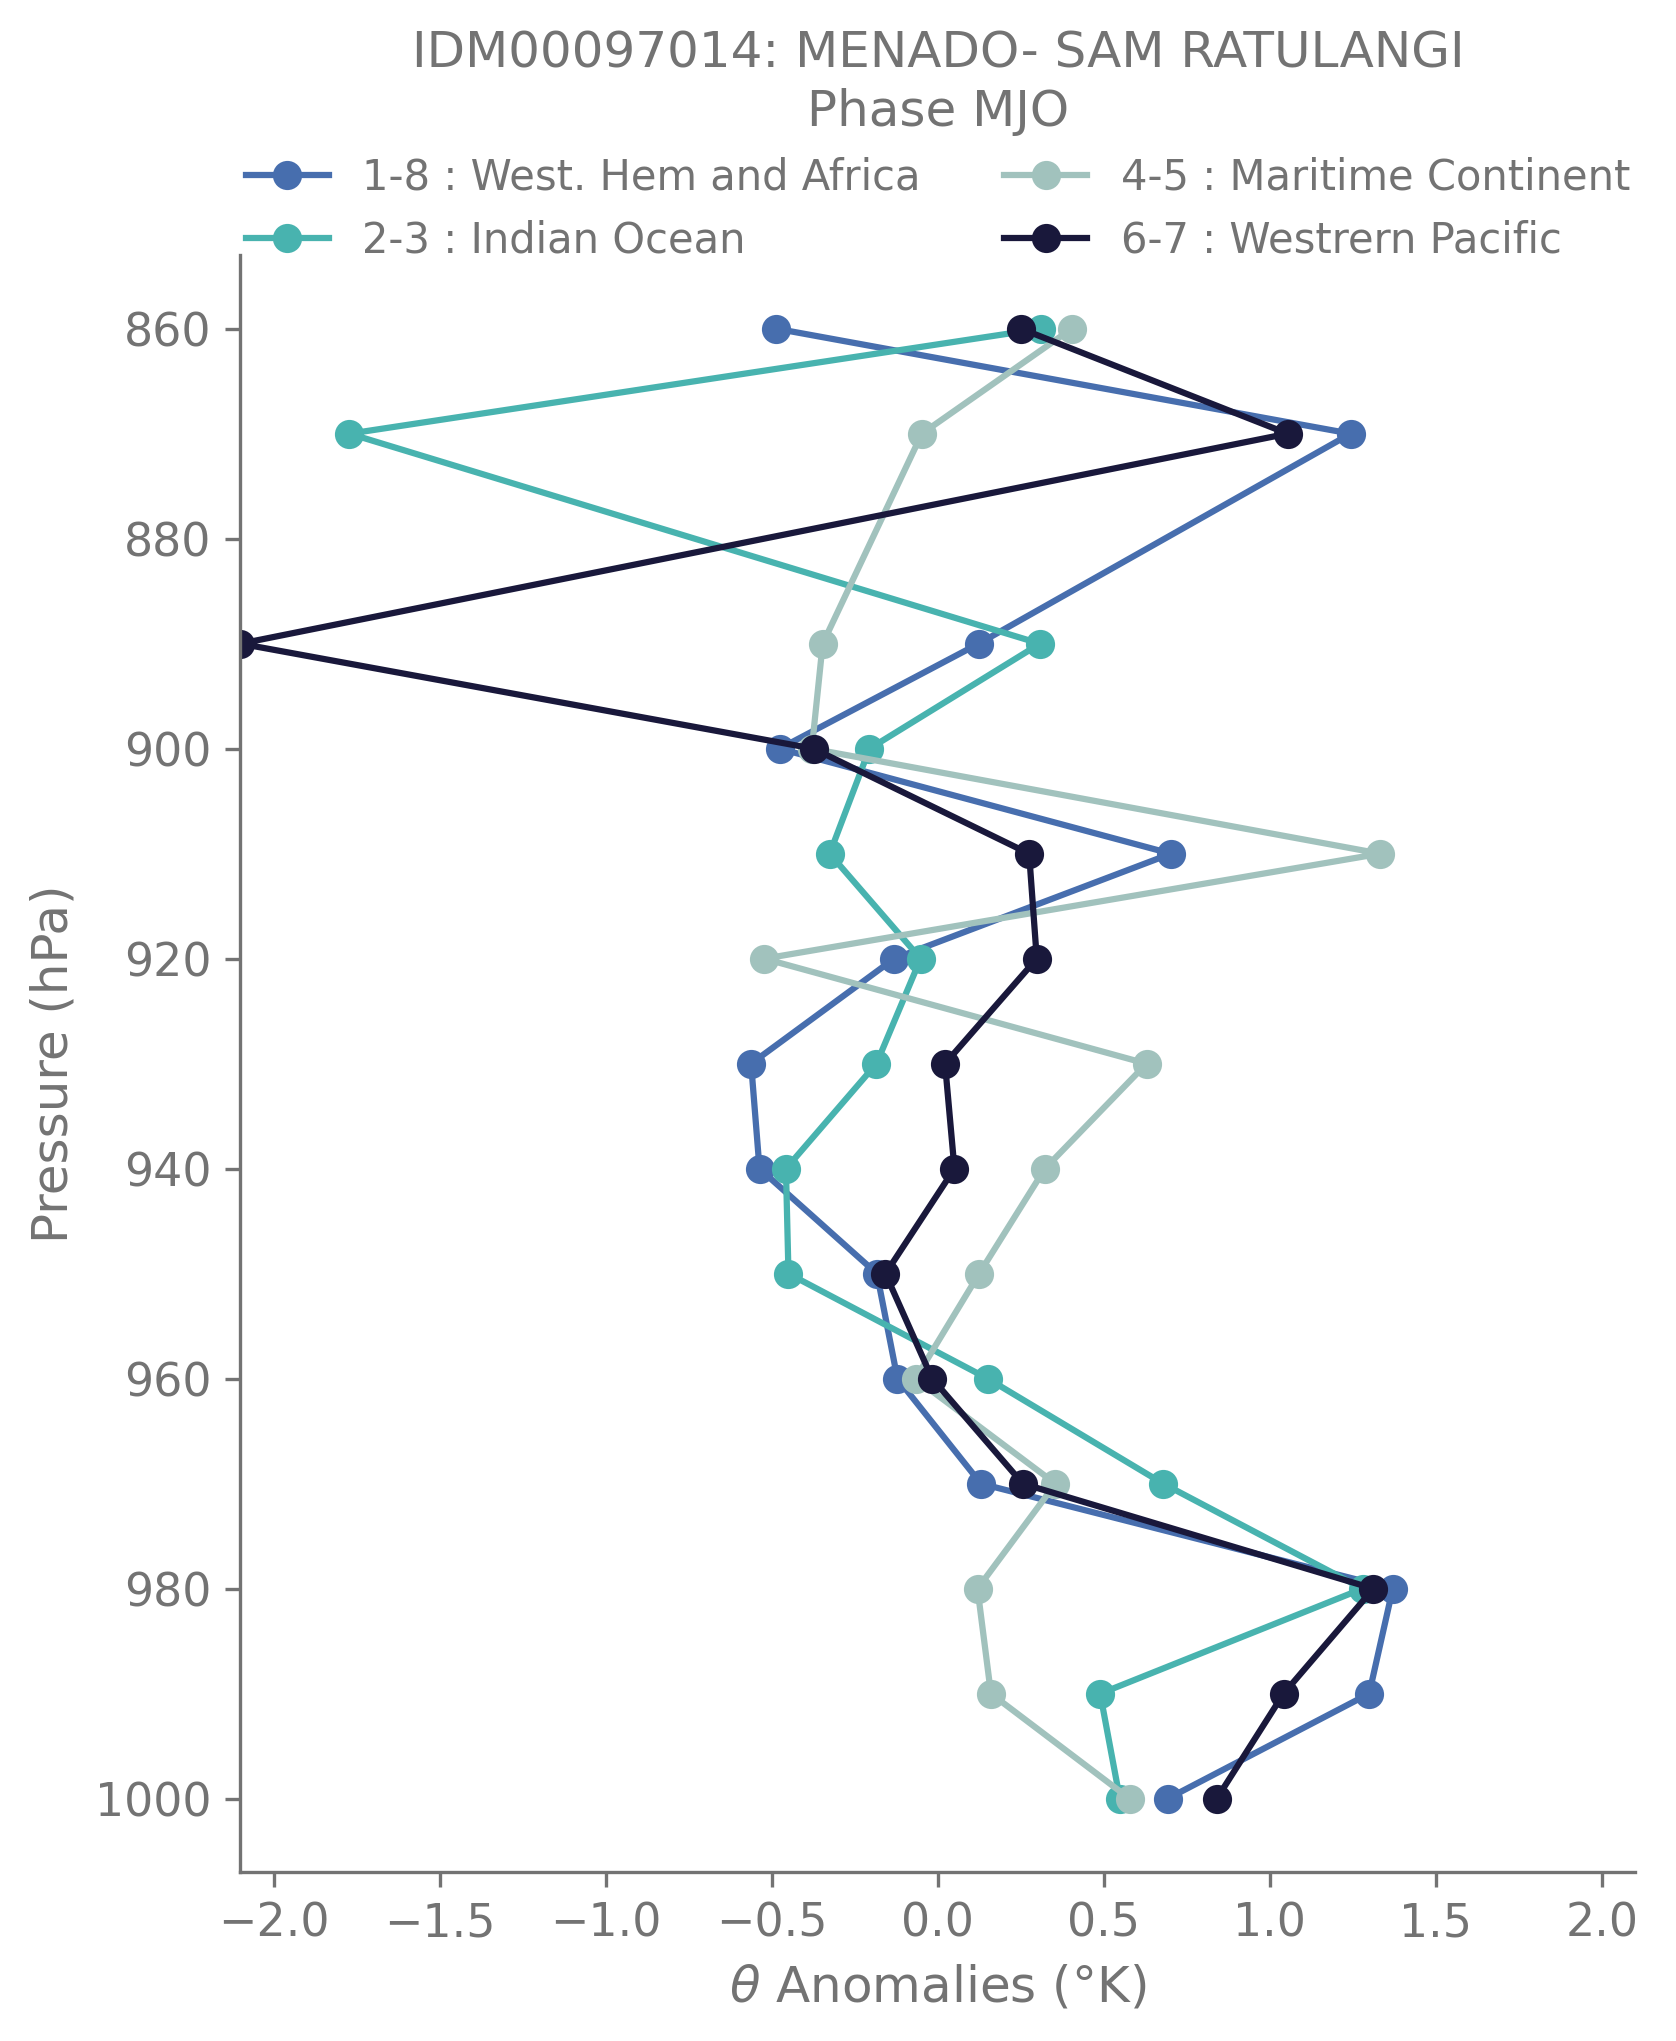 IDM00097014: MENADO- SAM RATULANGI
Phase MJO
1-8 : West. Hem and Africa
2-3 : Indian Ocean
4-5 : Maritime Continent
6-7 : Westrern Pacific
860
880
900
920
940
960
980
1000
Pressure (hPa)
−2.0 −1.5 −1.0 −0.5 0.0 0.5 1.0 1.5 2.0
θ Anomalies (°K)